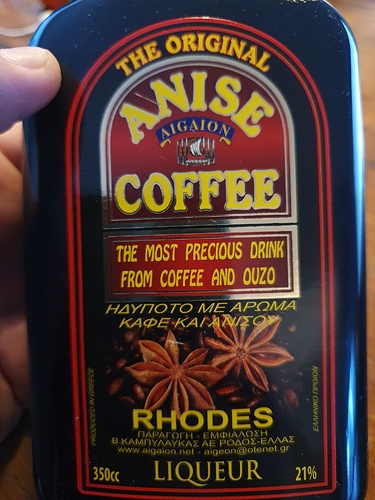 THE ORIGINAL
ANISE
AIGAION
COFFEE
THE MOST PRECIOUS DRINK
FROM COFFEE AND OUZO
ΗΔΥΠΟΤΟ ΜΕ ΑΡΩΜΑ
ΚΑΦΕ ΚΑΙ ΑΝΙΣΟΥ
PRODUCED IN GREECE
ΕΛΛΗΝΙΚΟ ΠΡΟΪΟΝ
RHODES
ΠΑΡΑΓΩΓΗ - ΕΜΦΙΑΛΩΣΗ
Β.ΚΑΜΠΥΛΑΥΚΑΣ ΑΕ ΡΟΔΟΣ-ΕΛΛΑΣ
www.aigaion.net - aigeon@otenet.gr
350cc LIQUEUR 21%